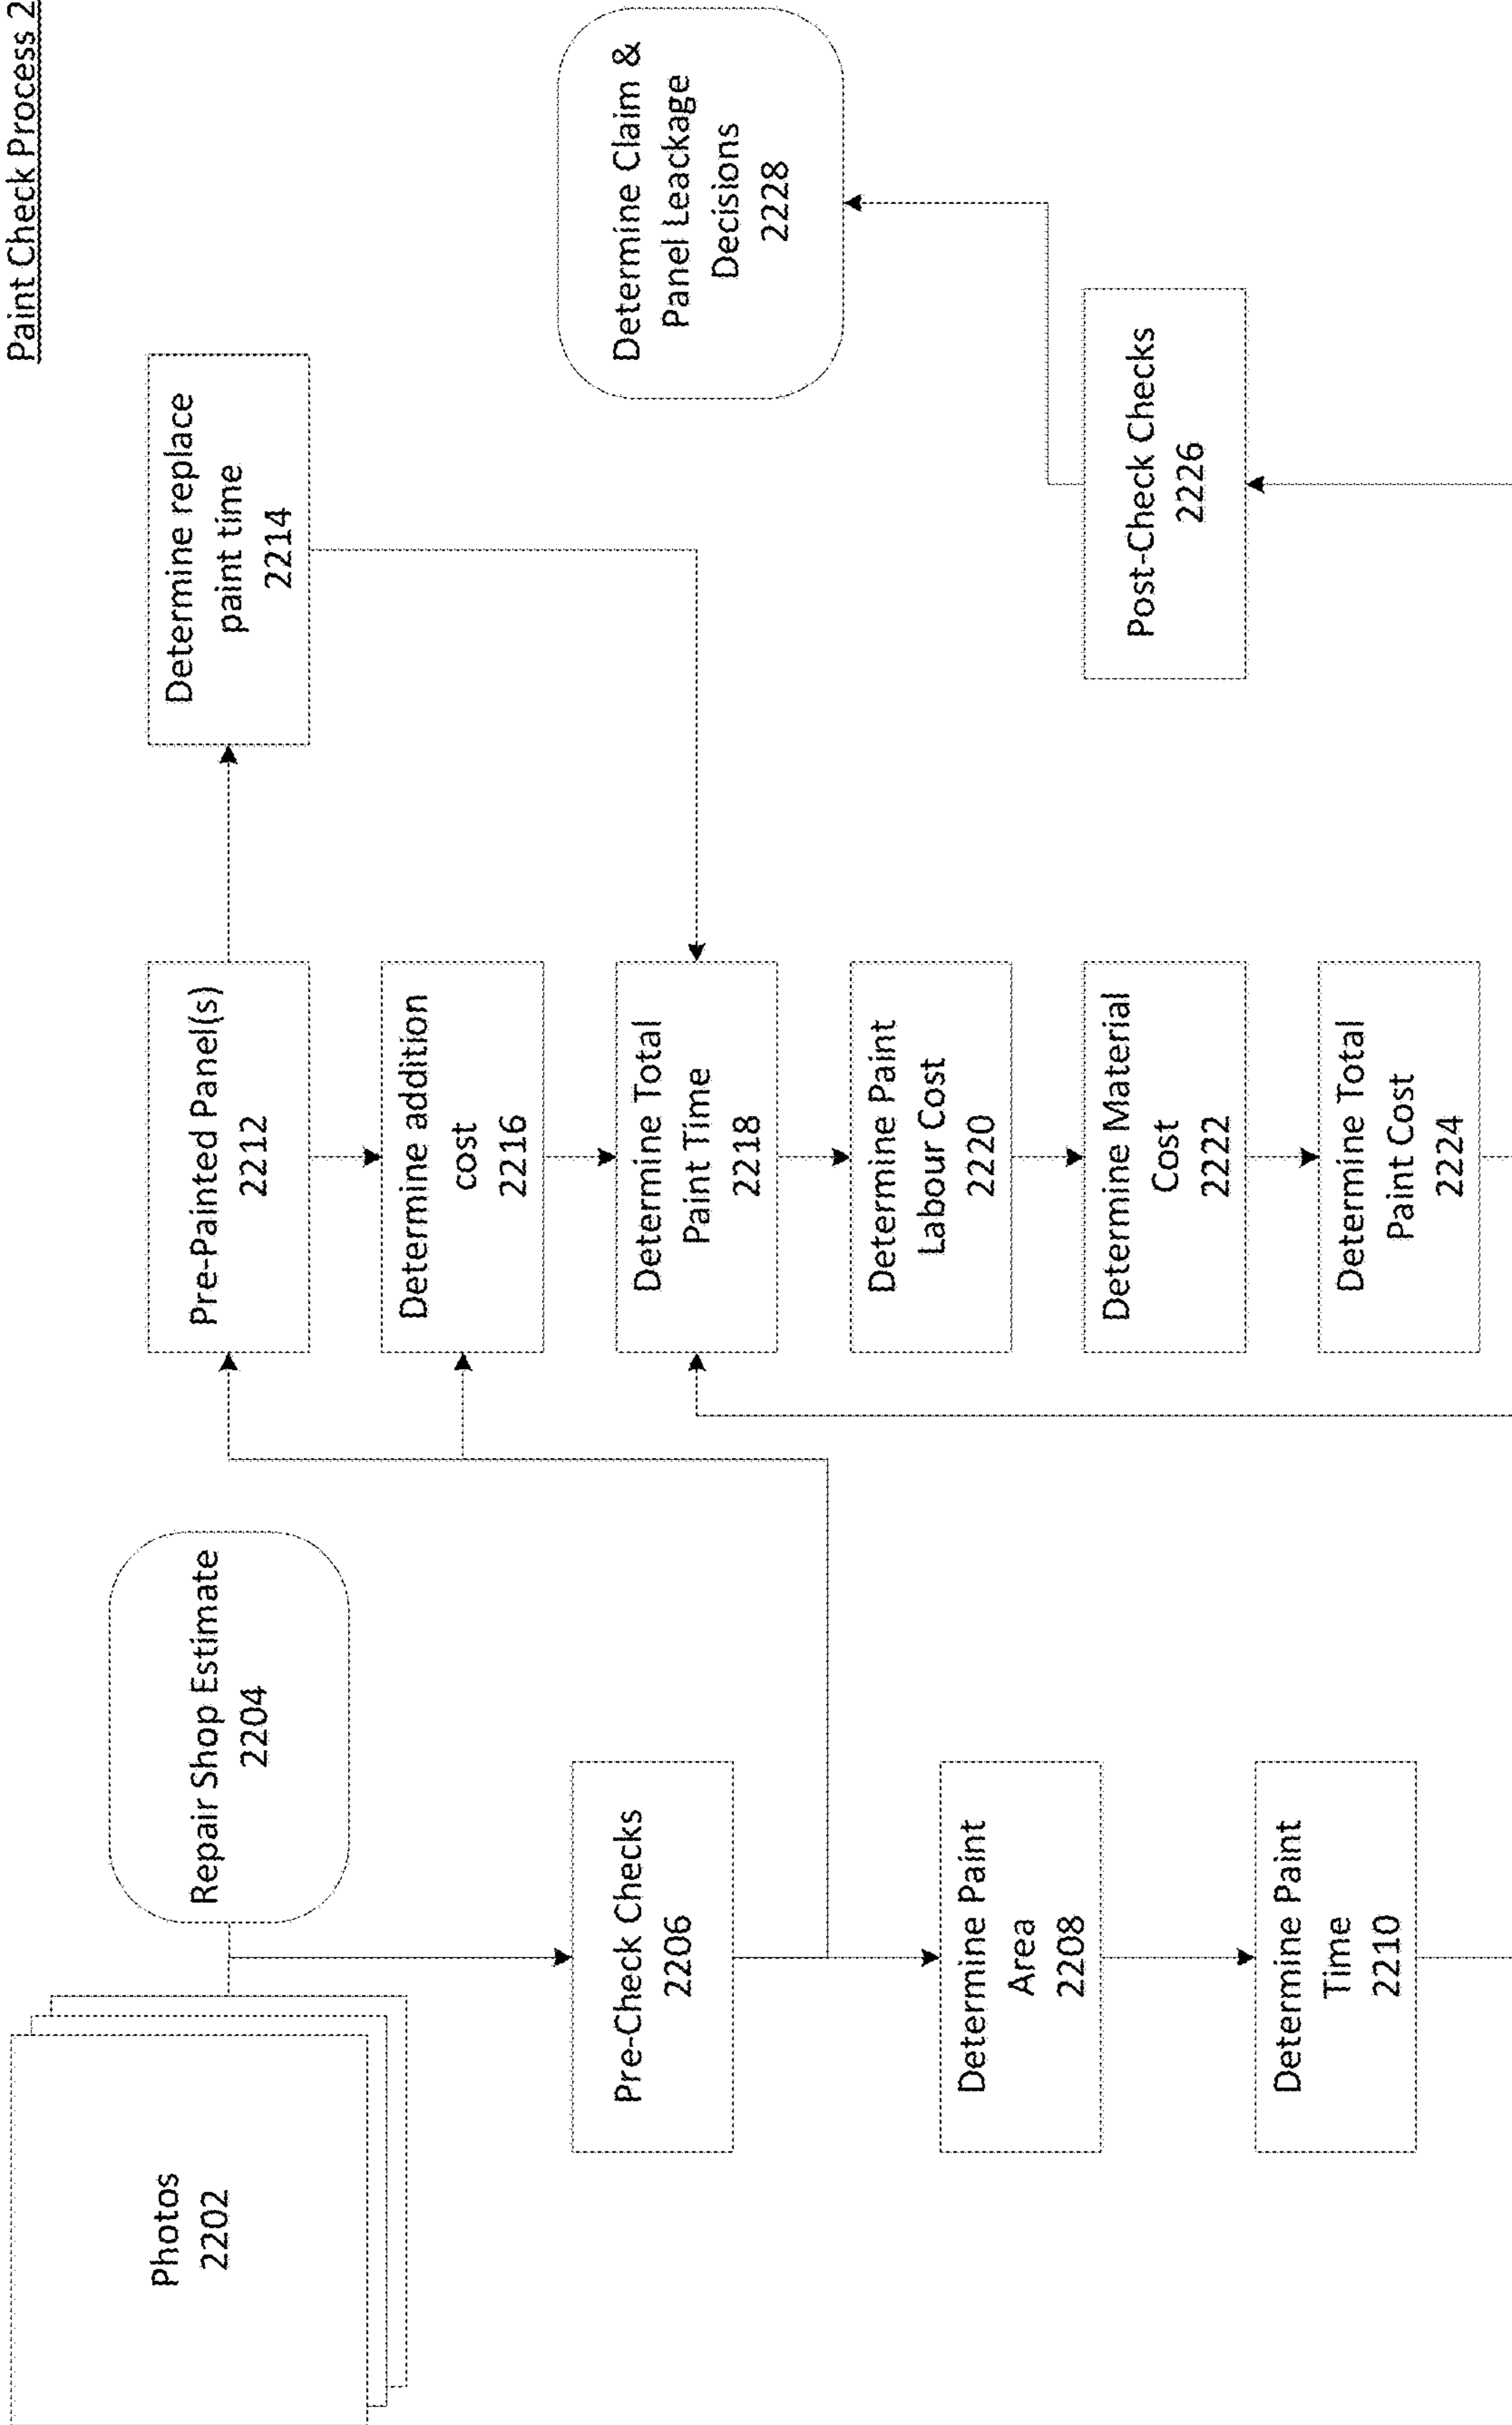 Paint Check Process 2
Photos
2202
Repair Shop Estimate
2204
Pre-Check Checks
2206
Determine Paint
Area
2208
Determine Paint
Time
2210
Pre-Painted Panel(s)
2212
Determine replace
paint time
2214
Determine addition
cost
2216
Determine Total
Paint Time
2218
Determine Paint
Labour Cost
2220
Determine Material
Cost
2222
Determine Total
Paint Cost
2224
Post-Check Checks
2226
Determine Claim &
Panel Leackage
Decisions
2228